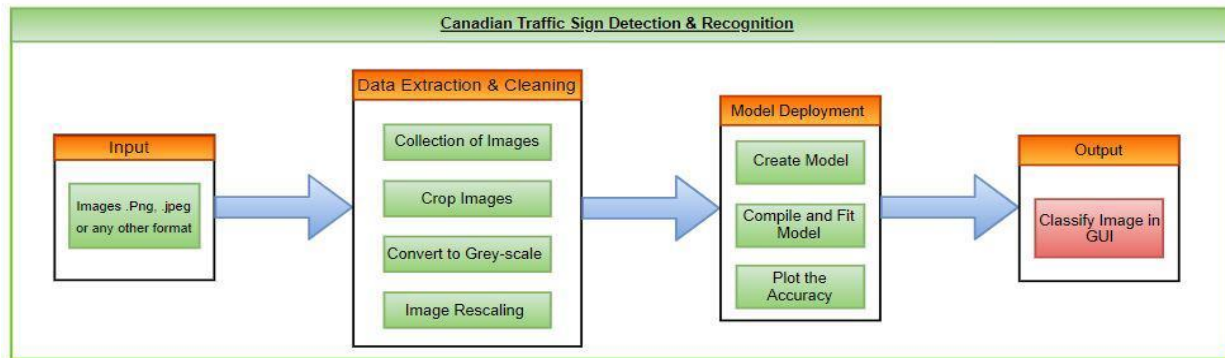 Canadian Traffic Sign Detection & Recognition
Input
Images .Png, .jpeg
or any other format
Data Extraction & Cleaning
Collection of Images
Crop Images
Convert to Grey-scale
Image Rescaling
Model Deployment
Create Model
Compile and Fit
Model
Plot the
Accuracy
Output
Classify Image in
GUI